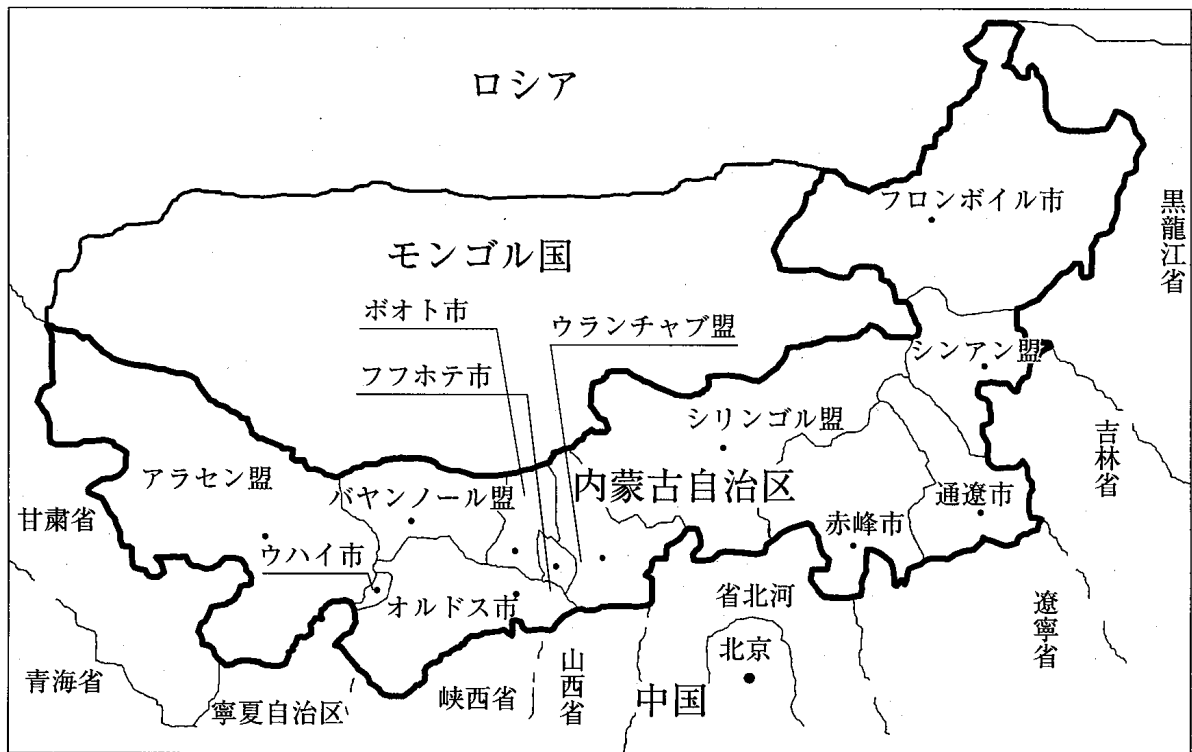 ロシア
フロンボイル市
黒龍江省
モンゴル国
ボオト市
ウランチャブ盟
フフホテ市
シンアン盟
シリンゴル盟
吉林省
アラセン盟
バヤンノール盟
内蒙古自治区
通遼市
甘粛省
赤峰市
ウハイ市
オルドス市
省北河
遼寧省
北京
山西省
青海省
寧夏自治区
峡西省
中国